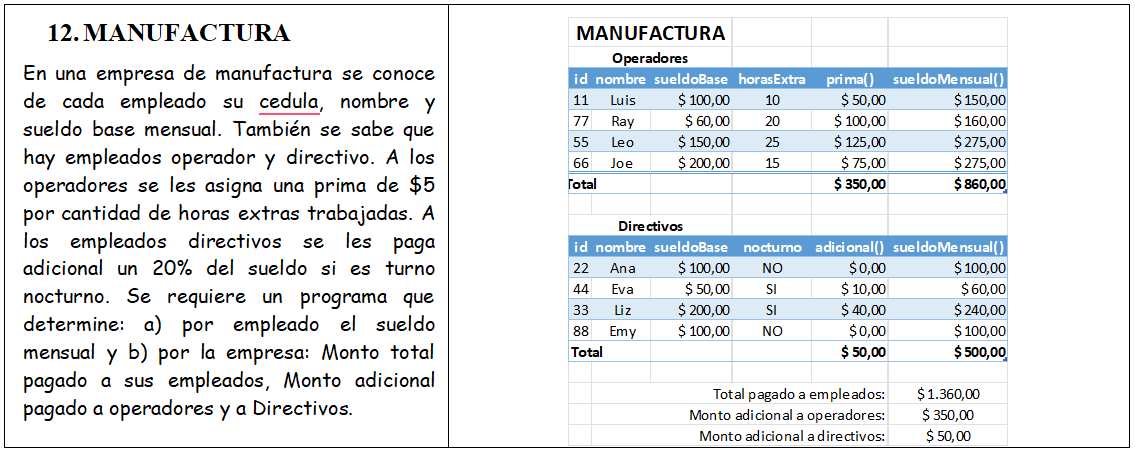 12. MANUFACTURA
En una empresa de manufactura se conoce
de cada empleado su cedula, nombre y
sueldo base mensual. También se sabe que
hay empleados operador y directivo. A los
operadores se les asigna una prima de $5
por cantidad de horas extras trabajadas. A
los empleados directivos se les paga
adicional un 20% del sueldo si es turno
nocturno. Se requiere un programa que
determine: a) por empleado el sueldo
mensual y b) por la empresa: Monto total
pagado a sus empleados, Monto adicional
pagado a operadores y a Directivos.
MANUFACTURA
Operadores
id nombre sueldoBase horasExtra prima() sueldoMensual()
11 Luis $ 100,00 10 $ 50,00 $ 150,00
77 Ray $ 60,00 20 $ 100,00 $ 160,00
55 Leo $ 150,00 25 $ 125,00 $ 275,00
66 Joe $ 200,00 15 $ 75,00 $ 275,00
Total $ 350,00 $ 860,00
Directivos
id nombre sueldoBase nocturno adicional() sueldoMensual()
22 Ana $ 100,00 NO $ 0,00 $ 100,00
44 Eva $ 50,00 SI $ 10,00 $ 60,00
33 Liz $ 200,00 SI $ 40,00 $ 240,00
88 Emy $ 100,00 NO $ 0,00 $ 100,00
Total $ 50,00 $ 500,00
Total pagado a empleados: $ 1.360,00
Monto adicional a operadores: $ 350,00
Monto adicional a directivos: $ 50,00